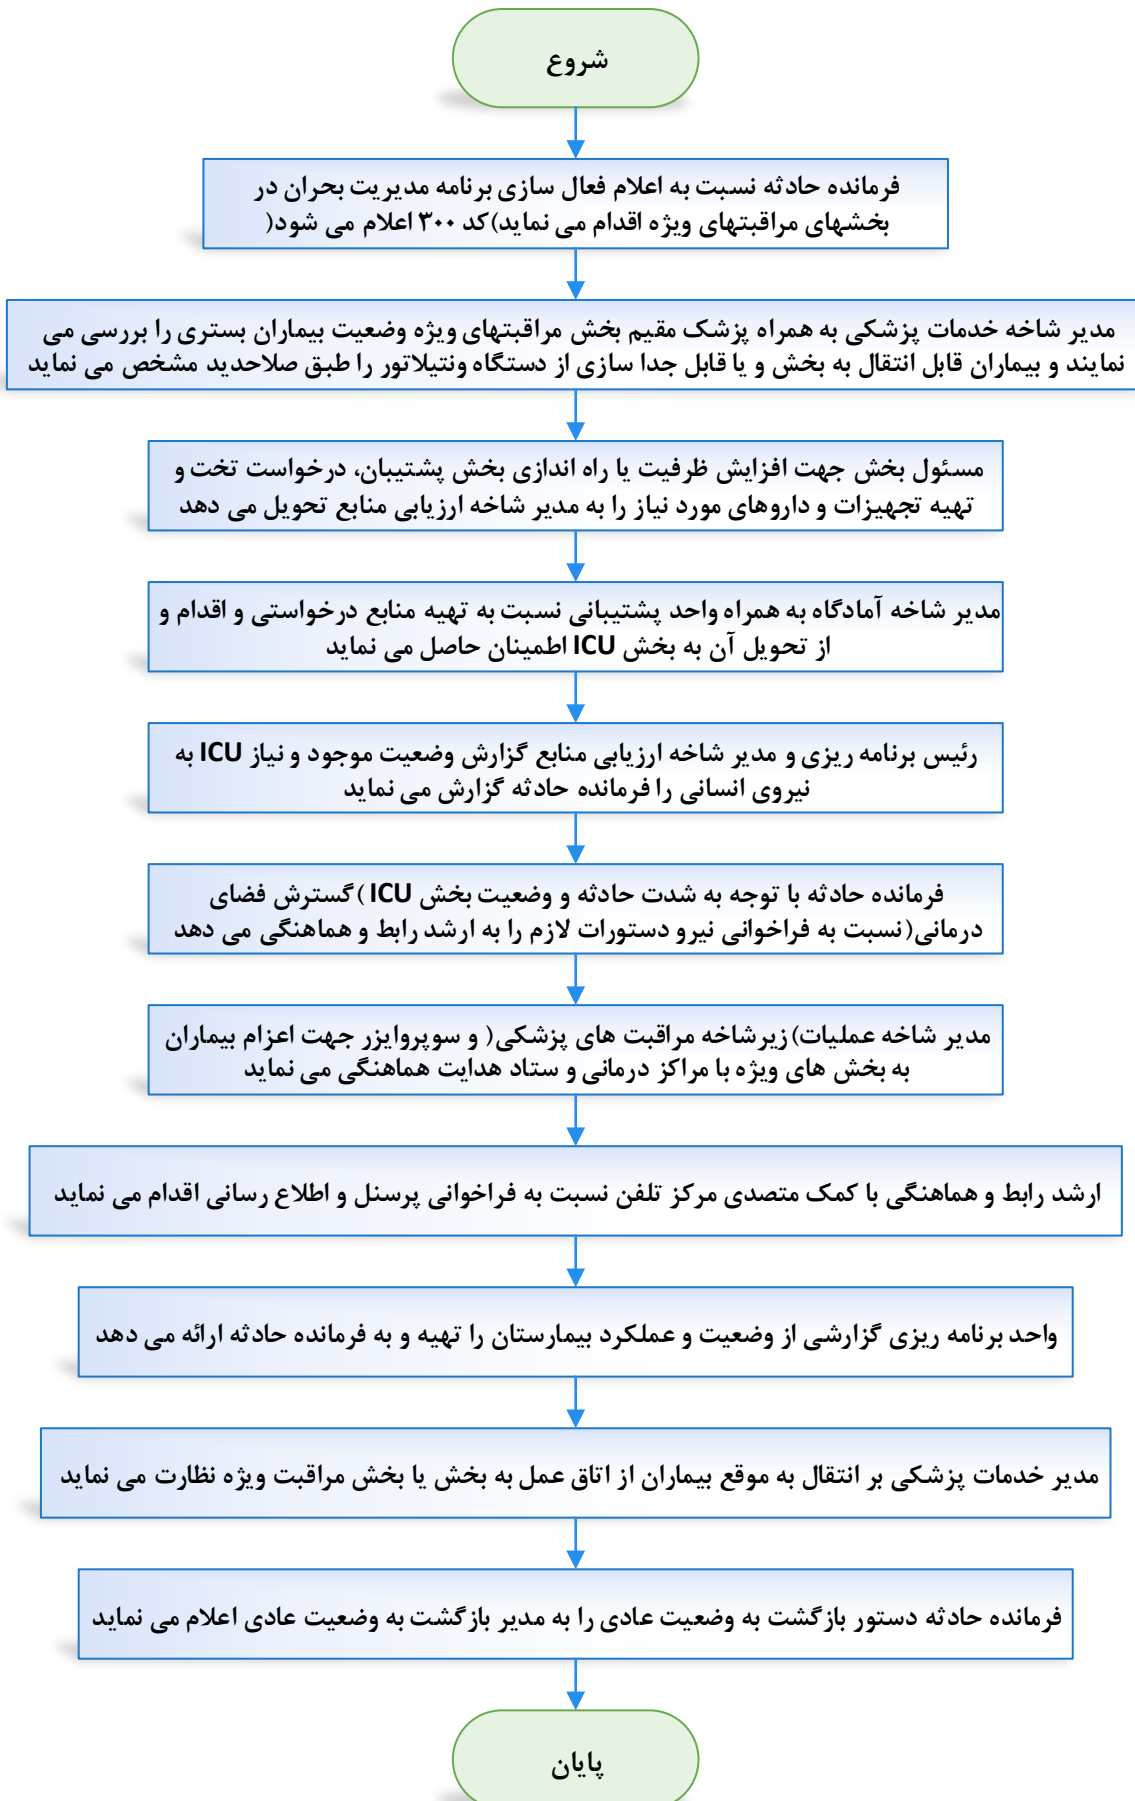 شروع
فرمانده حادثه نسبت به اعلام فعال سازی برنامه مدیریت بحران در
بخشهای مراقبتهای ویژه اقدام می نماید)کد ۳۰۰ اعلام می شود(
مدیر شاخه خدمات پزشکی به همراه پزشک مقیم بخش مراقبتهای ویژه وضعیت بیماران بستری را بررسی می
نمایند و بیماران قابل انتقال به بخش و یا قابل جدا سازی از دستگاه ونتیلاتور را طبق صلاحدید مشخص می نماید
مسئول بخش جهت افزایش ظرفیت یا راه اندازی بخش پشتیبان، درخواست تخت و
تهیه تجهیزات و داروهای مورد نیاز را به مدیر شاخه ارزیابی منابع تحویل می دهد
مدیر شاخه آمادگاه به همراه واحد پشتیبانی نسبت به تهیه منابع درخواستی و اقدام و
از تحویل آن به بخش ICU اطمینان حاصل می نماید
رئیس برنامه ریزی و مدیر شاخه ارزیابی منابع گزارش وضعیت موجود و نیاز ICU به
نیروی انسانی را فرمانده حادثه گزارش می نماید
فرمانده حادثه با توجه به شدت حادثه و وضعیت بخش ICU )گسترش فضای
درمانی(نسبت به فراخوانی نیرو دستورات لازم را به ارشد رابط و هماهنگی می دهد
مدیر شاخه عملیات)زیرشاخه مراقبت های پزشکی( و سوپروایزر جهت اعزام بیماران
به بخش های ویژه با مراکز درمانی و ستاد هدایت هماهنگی می نماید
ارشد رابط و هماهنگی با کمک متصدی مرکز تلفن نسبت به فراخوانی پرسنل و اطلاع رسانی اقدام می نماید
واحد برنامه ریزی گزارشی از وضعیت و عملکرد بیمارستان را تهیه و به فرمانده حادثه ارائه می دهد
مدیر خدمات پزشکی بر انتقال به موقع بیماران از اتاق عمل به بخش یا بخش مراقبت ویژه نظارت می نماید
فرمانده حادثه دستور بازگشت به وضعیت عادی را به مدیر بازگشت به وضعیت عادی اعلام می نماید
پایان